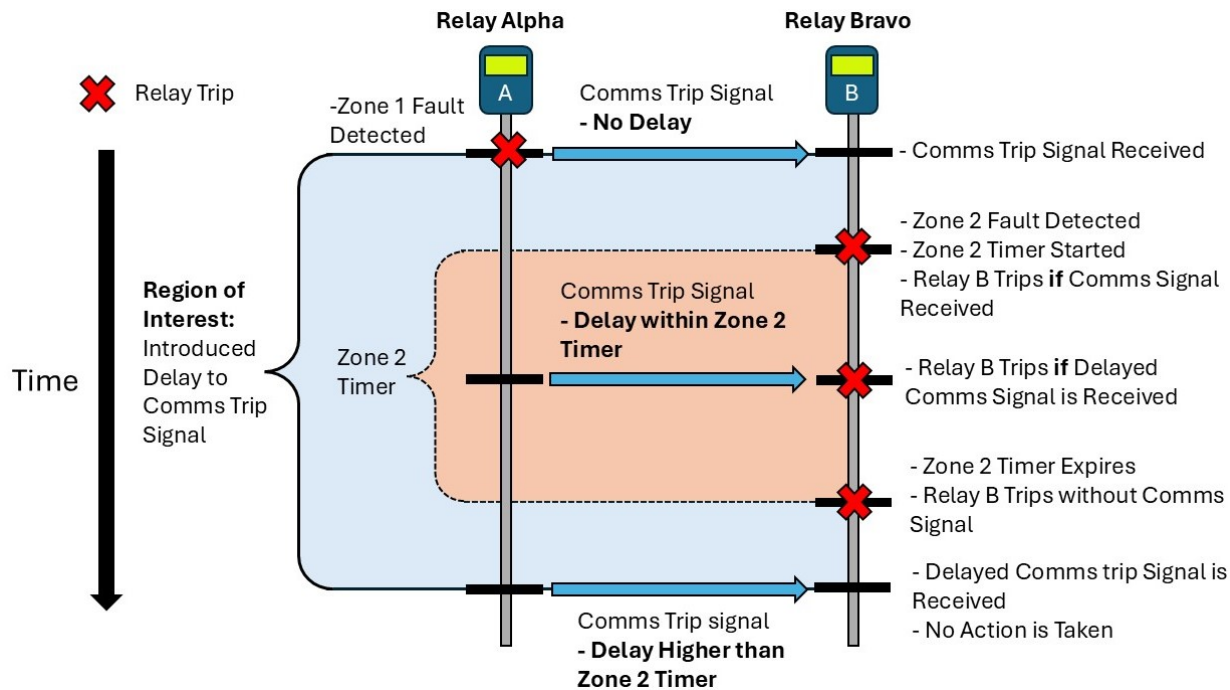 Relay Alpha
Relay Bravo
A
B
Relay Trip
-Zone 1 Fault
Detected
Comms Trip Signal
- No Delay
- Comms Trip Signal Received
- Zone 2 Fault Detected
- Zone 2 Timer Started
- Relay B Trips if Comms Signal
Received
Time
Region of
Interest:
Introduced
Delay to
Comms Trip
Signal
Zone 2
Timer
Comms Trip Signal
- Delay within Zone 2
Timer
- Relay B Trips if Delayed
Comms Signal is Received
- Zone 2 Timer Expires
- Relay B Trips without Comms
Signal
Comms Trip signal
- Delay Higher than
Zone 2 Timer
- Delayed Comms trip Signal is
Received
- No Action is Taken